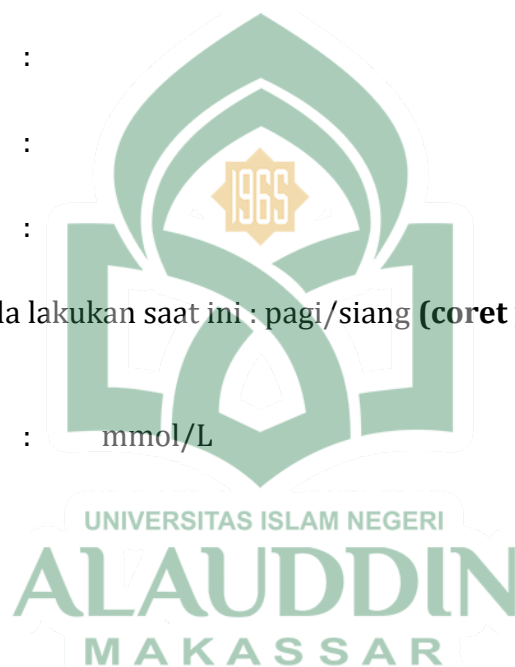 :
:
1965
:
la lakukan saat ini : pagi/siang (coret
: mmol/L
UNIVERSITAS ISLAM NEGERI
ALAUDDIN
MAKASSAR